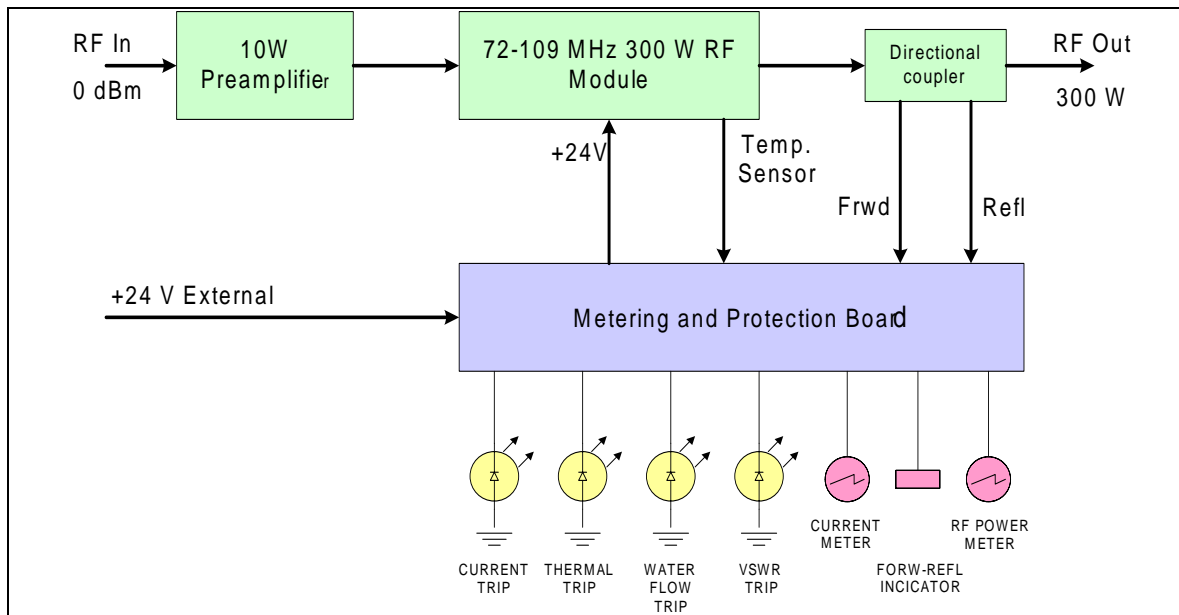 RF In
0 dBm
10W
Preamplifier
72-109 MHz 300 W RF
Module
Directional
coupler
RF Out
300 W
+24V
Temp.
Sensor
Frwd
Refl
+24 V External
Metering and Protection Board
CURRENT
TRIP
THERMAL
TRIP
WATER
FLOW
TRIP
VSWR
TRIP
CURRENT
METER
FORW-REFL
INCICATOR
RF POWER
METER